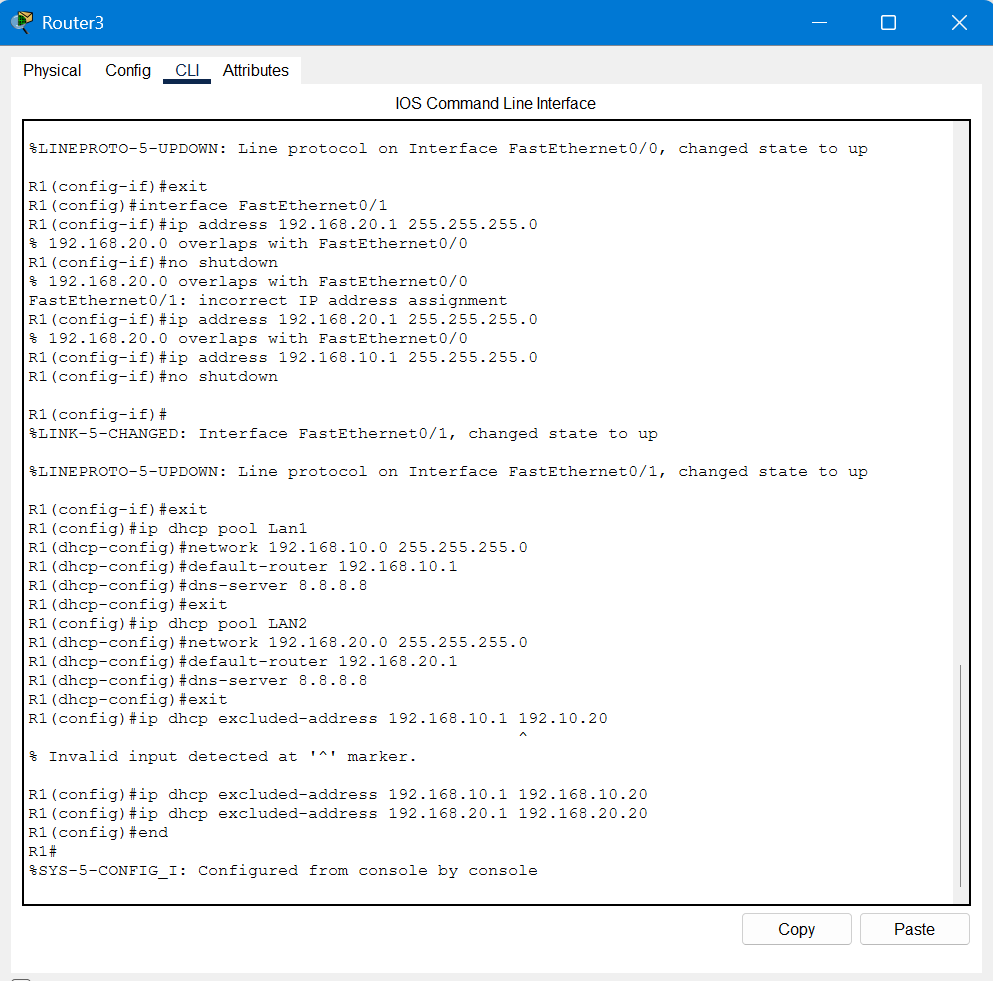 Router3
Physical Config CLI Attributes
IOS Command Line Interface
%LINEPROTO-5-UPDOWN: Line protocol on Interface FastEthernet0/0, changed state to up
R1(config-if)#exit
R1(config)#interface FastEthernet0/1
R1(config-if)#ip address 192.168.20.1 255.255.255.0
% 192.168.20.0 overlaps with FastEthernet0/0
R1(config-if)#no shutdown
% 192.168.20.0 overlaps with FastEthernet0/0
FastEthernet0/1: incorrect IP address assignment
R1(config-if)#ip address 192.168.20.1 255.255.255.0
% 192.168.20.0 overlaps with FastEthernet0/0
R1(config-if)#ip address 192.168.10.1 255.255.255.0
R1(config-if)#no shutdown
R1(config-if)#
%LINK-5-CHANGED: Interface FastEthernet0/1, changed state to up
%LINEPROTO-5-UPDOWN: Line protocol on Interface FastEthernet0/1, changed state to up
R1(config-if)#exit
R1(config)#ip dhcp pool Lan1
R1(dhcp-config)#network 192.168.10.0 255.255.255.0
R1(dhcp-config)#default-router 192.168.10.1
R1(dhcp-config)#dns-server 8.8.8.8
R1(dhcp-config)#exit
R1(config)#ip dhcp pool LAN2
R1(dhcp-config)#network 192.168.20.0 255.255.255.0
R1(dhcp-config)#default-router 192.168.20.1
R1(dhcp-config)#dns-server 8.8.8.8
R1(dhcp-config)#exit
R1(config)#ip dhcp excluded-address 192.168.10.1 192.10.20
^
% Invalid input detected at '^' marker.
R1(config)#ip dhcp excluded-address 192.168.10.1 192.168.10.20
R1(config)#ip dhcp excluded-address 192.168.20.1 192.168.20.20
R1(config)#end
R1#
%SYS-5-CONFIG_I: Configured from console by console
Copy Paste